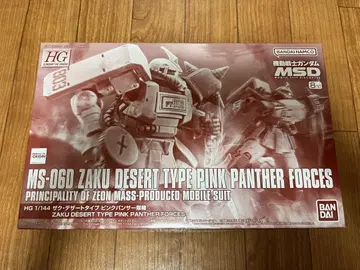 HG
BANDAI NAMCO
機動戦士ガンダム
MSD
MS-06D ZAKU DESERT TYPE PINK PANTHER FORCES
PRINCIPALITY OF ZEON MASS-PRODUCED MOBILE SUIT
HG 1/144 ザク・デザートタイプ ピンクパンサー部隊
ZAKU DESERT TYPE PINK PANTHER FORCES
BAN
DAI